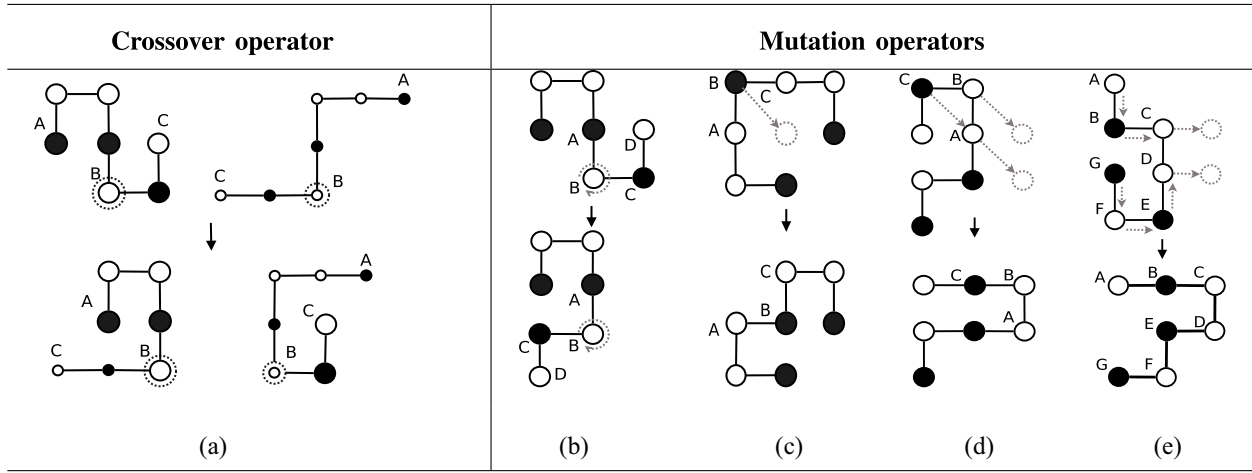 Crossover operator Mutation operators
A C B A C B
A C B A C B
A B C D
A B C D
B C A
C B A
C B A
C B A
A B C D E F G
A B C D E F G
(a) (b) (c) (d) (e)